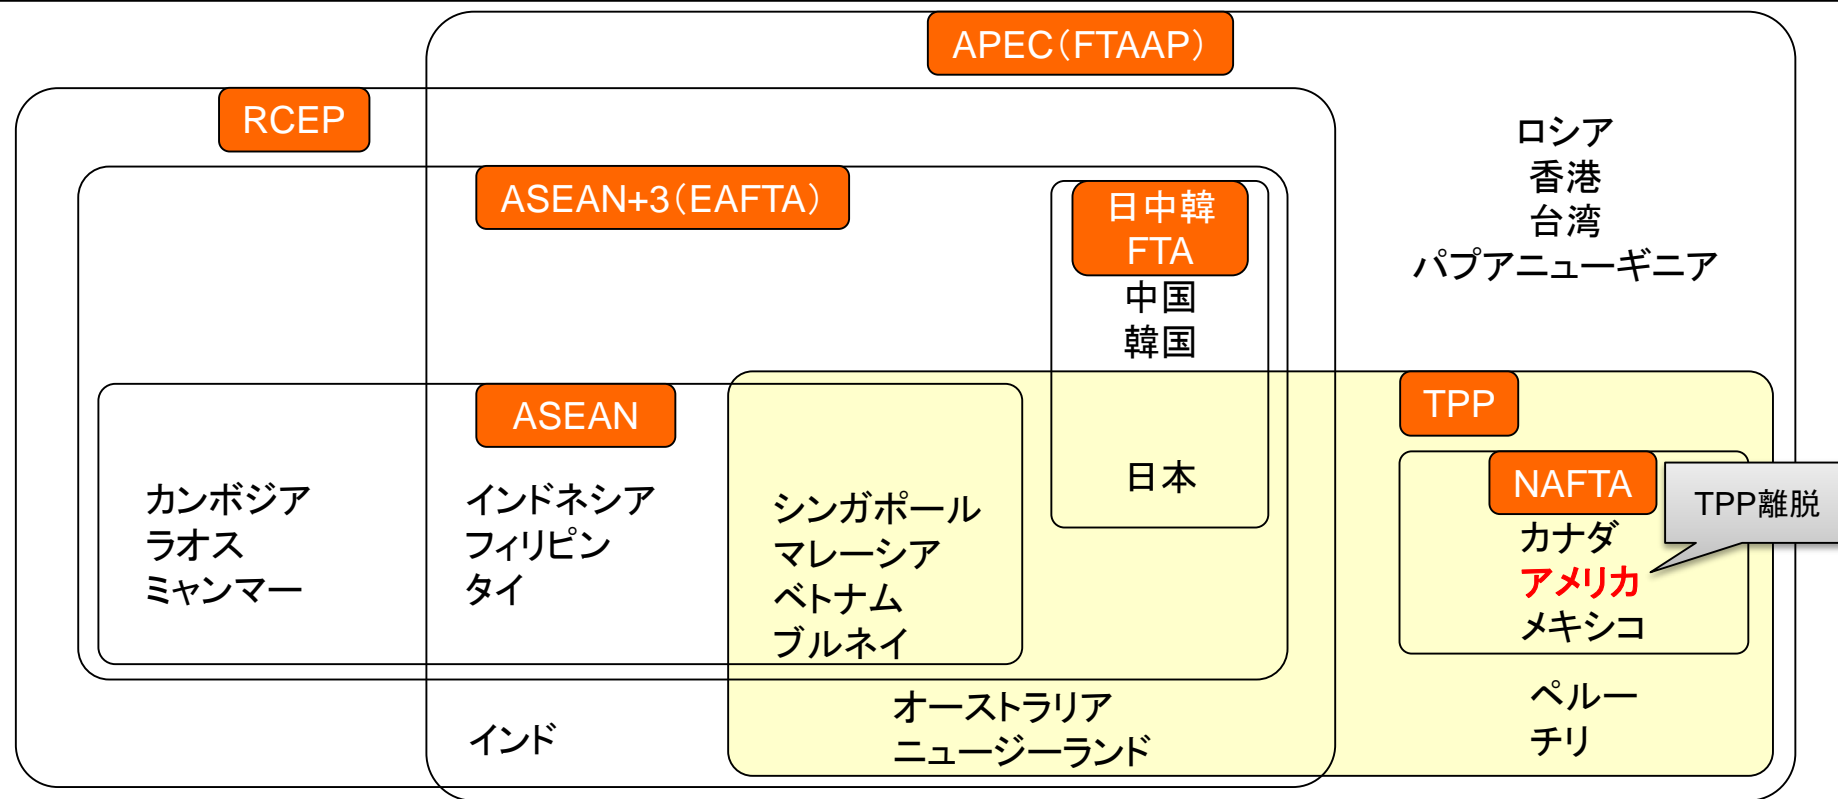 APEC（FTAAP）
RCEP
ロシア
香港
台湾
パプアニューギニア
ASEAN+3（EAFTA）
日中韓
FTA
中国
韓国
ASEAN
TPP
日本
NAFTA
TPP離脱
カナダ
アメリカ
メキシコ
カンボジア
ラオス
ミャンマー
インドネシア
フィリピン
タイ
シンガポール
マレーシア
ベトナム
ブルネイ
インド
オーストラリア
ニュージーランド
ペルー
チリ